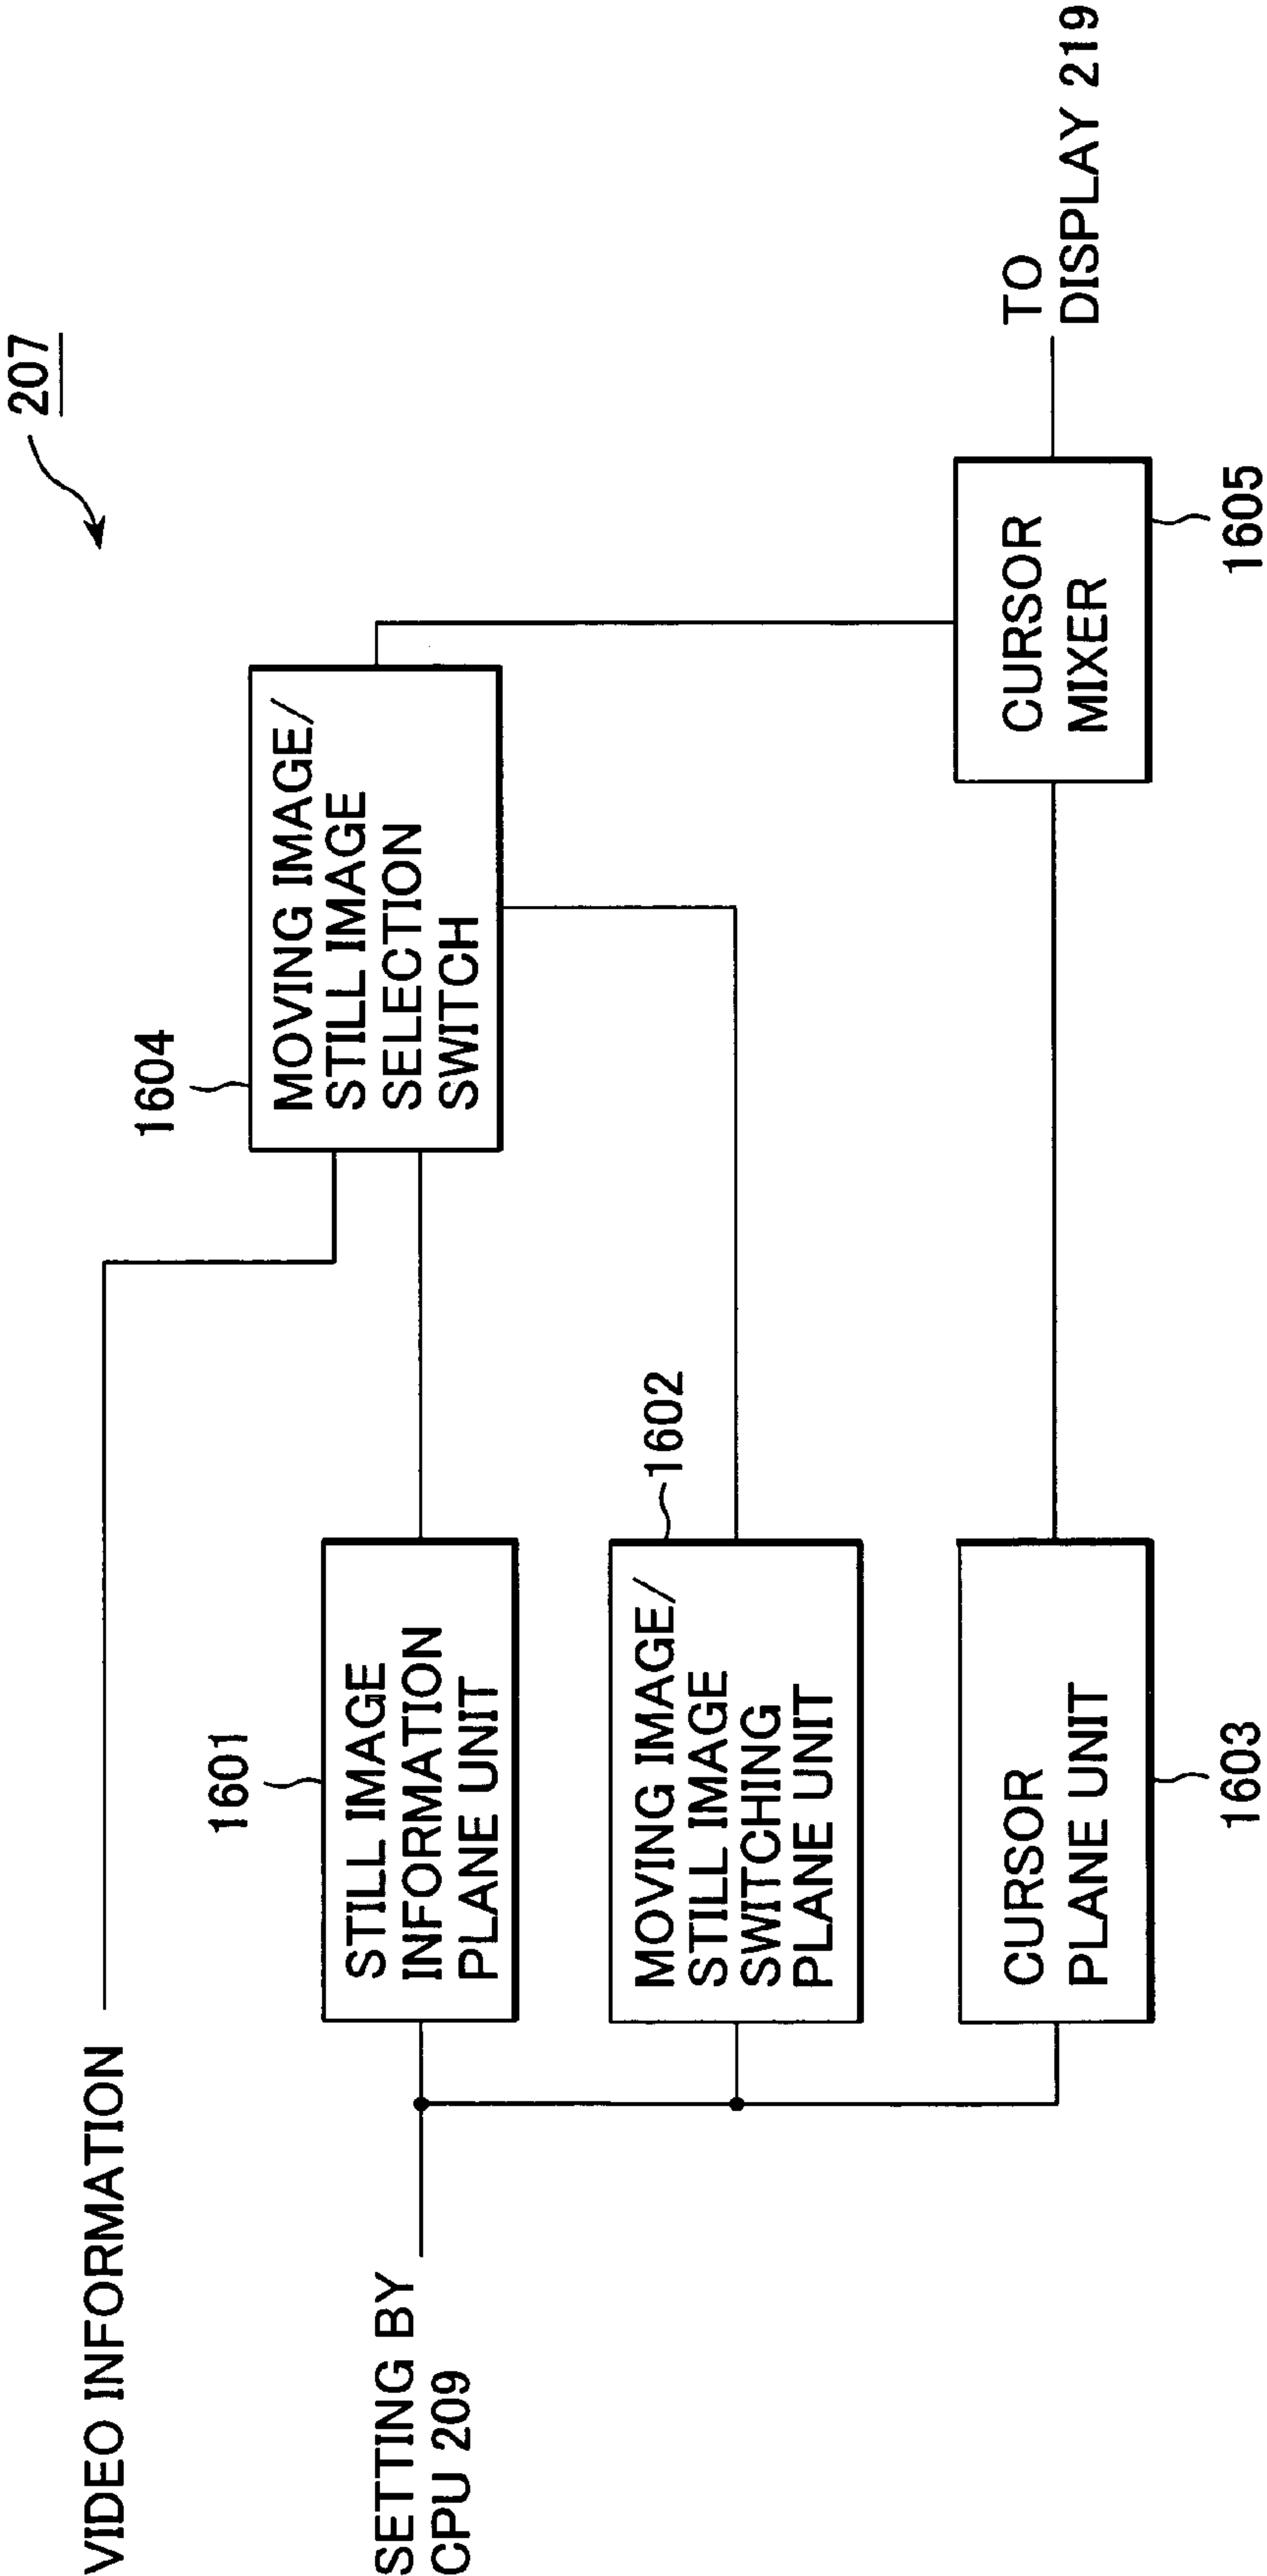 207
VIDEO INFORMATION
1604
MOVING IMAGE/
STILL IMAGE
SELECTION
SWITCH
1601
STILL IMAGE
INFORMATION
PLANE UNIT
SETTING BY
CPU 209
1602
MOVING IMAGE/
STILL IMAGE
SWITCHING
PLANE UNIT
CURSOR
PLANE UNIT
1603
CURSOR
MIXER
1605
TO
DISPLAY 219